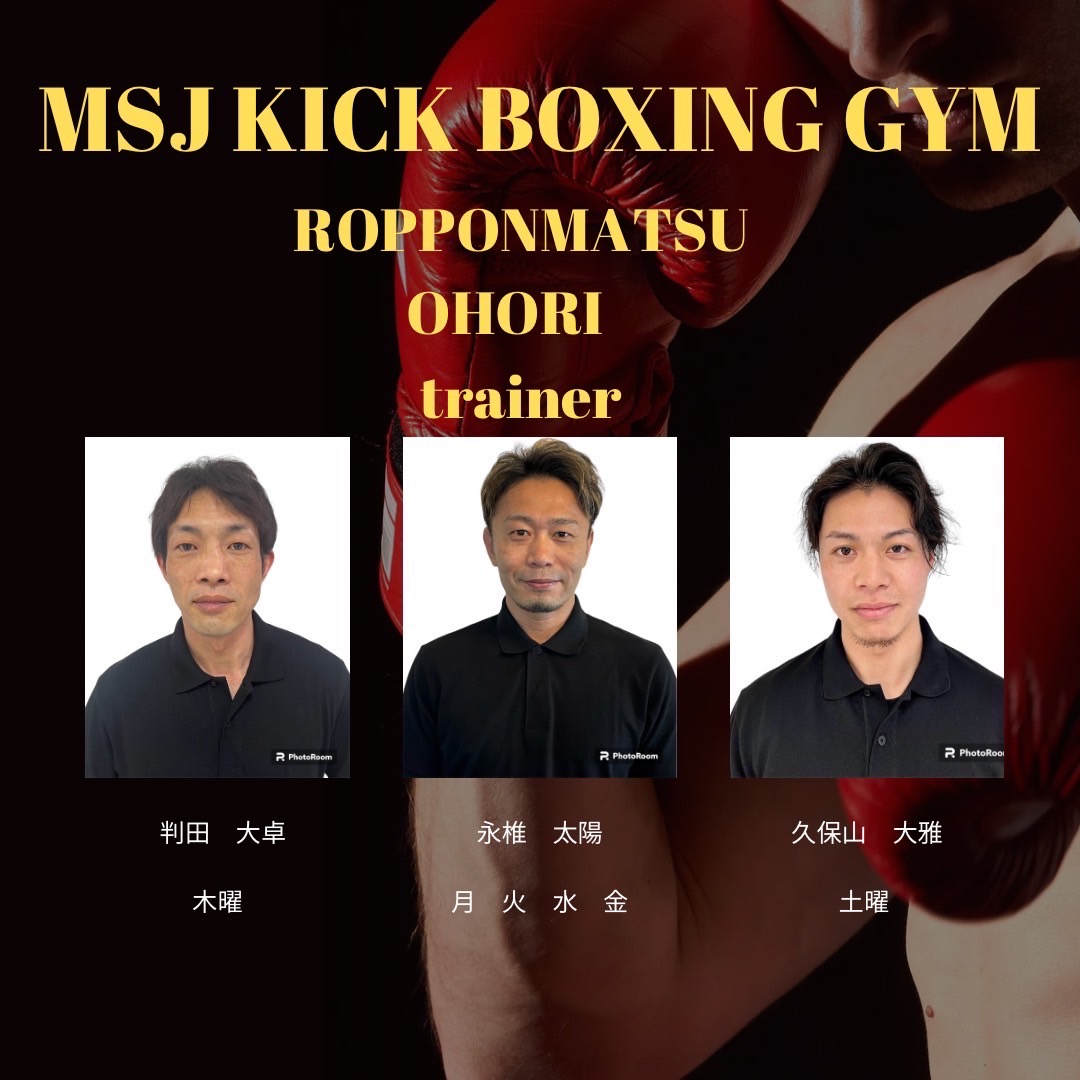 MSJ KICK BOXING GYM
ROPPONMATSU
OHORI
trainer
PhotoRoom
PhotoRoom
PhotoRoo
判田　大卓
永椎　太陽
久保山　大雅
木曜
月　火　水　金
土曜